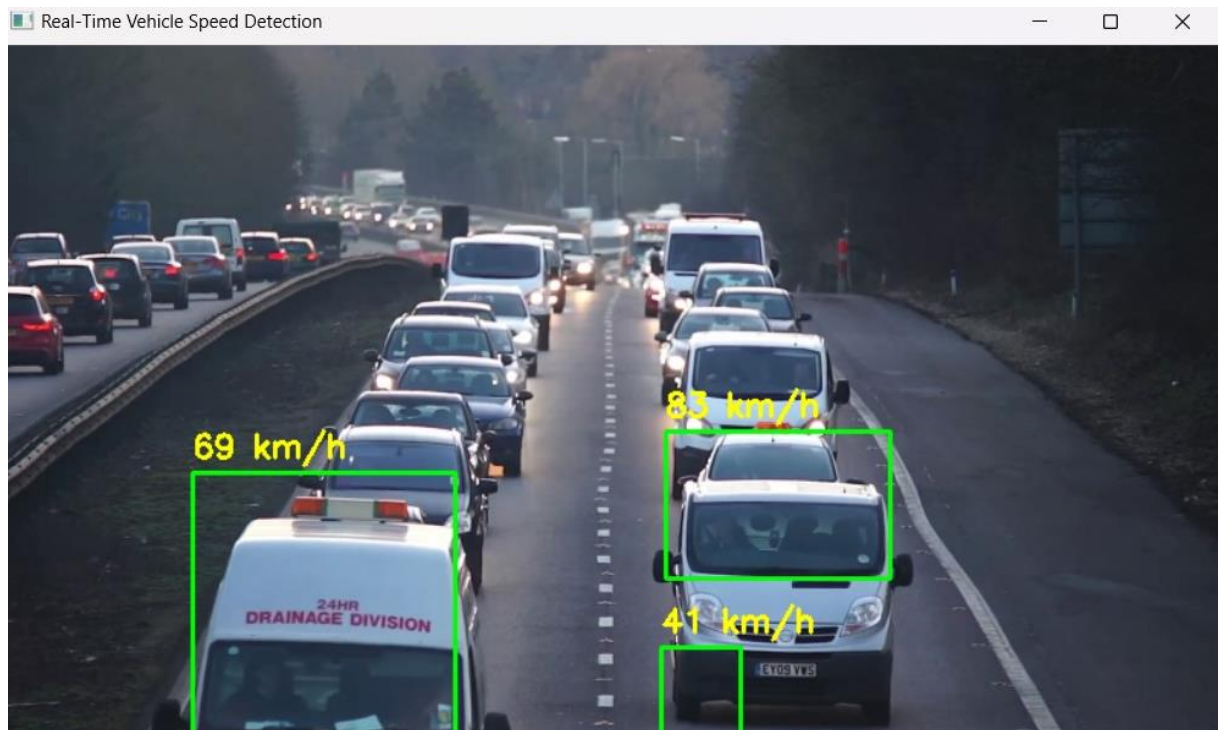 Real-Time Vehicle Speed Detection
83 km/h
69 km/h
24HR
DRAINAGE DIVISION
41 km/h
EY09 VWS